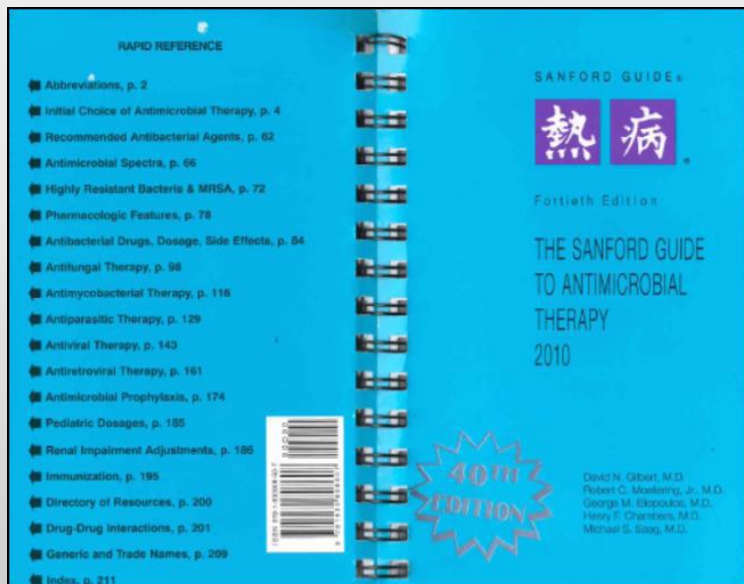 RAPID REFERENCE
Abbreviations, p. 2
Initial Choice of Antimicrobial Therapy, p. 4
Recommended Antibacterial Agents, p. 62
Antimicrobial Spectra, p. 66
Highly Resistant Bacteria & MRSA, p. 72
Pharmacologic Features, p. 78
Antibacterial Drugs, Dosage, Side Effects, p. 84
Antifungal Therapy, p. 98
Antimycobacterial Therapy, p. 116
Antiparasitic Therapy, p. 129
Antiviral Therapy, p. 143
Antiretroviral Therapy, p. 161
Antimicrobial Prophylaxis, p. 174
Pediatric Dosages, p. 185
Renal Impairment Adjustments, p. 186
Immunization, p. 195
Directory of Resources, p. 200
Drug-Drug Interactions, p. 201
Generic and Trade Names, p. 209
Index, p. 211
SANFORD GUIDE®
熱病®
Fortieth Edition
THE SANFORD GUIDE
TO ANTIMICROBIAL
THERAPY
2010
40TH
EDITION
David N. Gilbert, M.D.
Robert C. Moellering, Jr., M.D.
George M. Eliopoulos, M.D.
Henry F. Chambers, M.D.
Michael S. Saag, M.D.